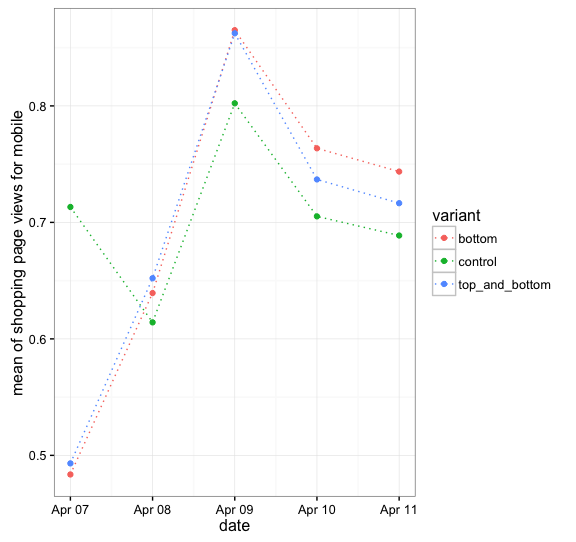 mean of shopping page views for mobile
0.8
0.7
0.6
0.5
Apr 07 Apr 08 Apr 09 Apr 10 Apr 11
date
variant
bottom
control
top_and_bottom